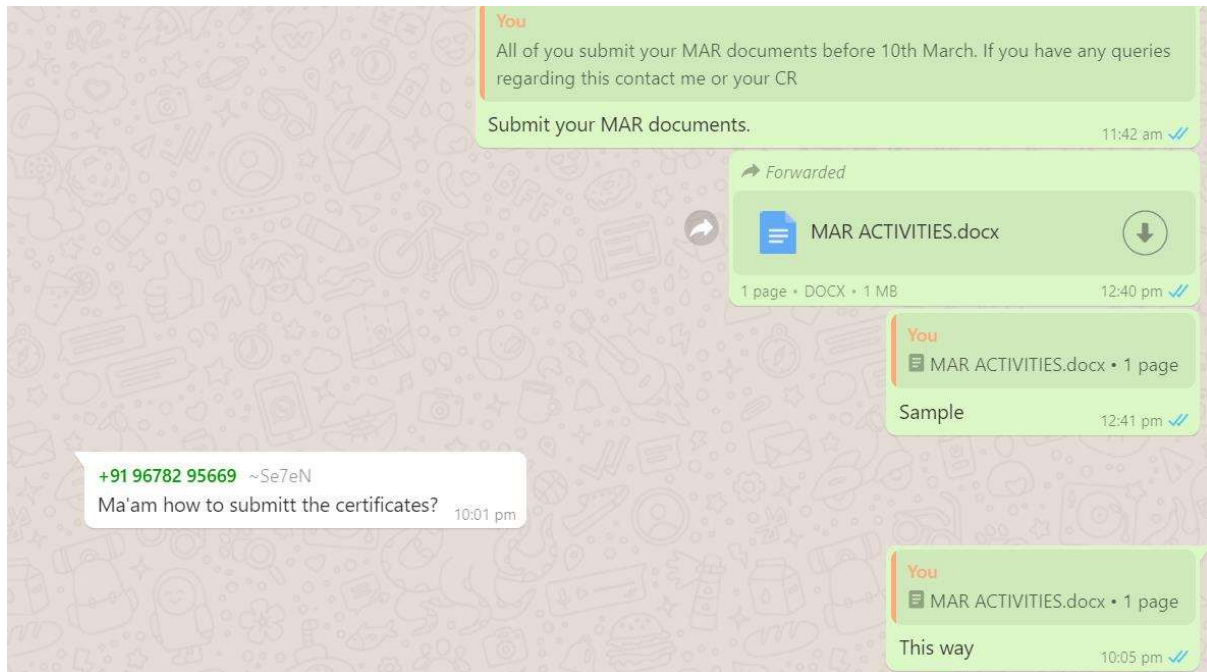 You
All of you submit your MAR documents before 10th March. If you have any queries
regarding this contact me or your CR
Submit your MAR documents.
11:42 am
Forwarded
MAR ACTIVITIES.docx
1 page • DOCX • 1 MB
12:40 pm
You
MAR ACTIVITIES.docx • 1 page
Sample
12:41 pm
+91 96782 95669 ~Se7eN
Ma'am how to submitt the certificates?
10:01 pm
You
MAR ACTIVITIES.docx • 1 page
This way
10:05 pm